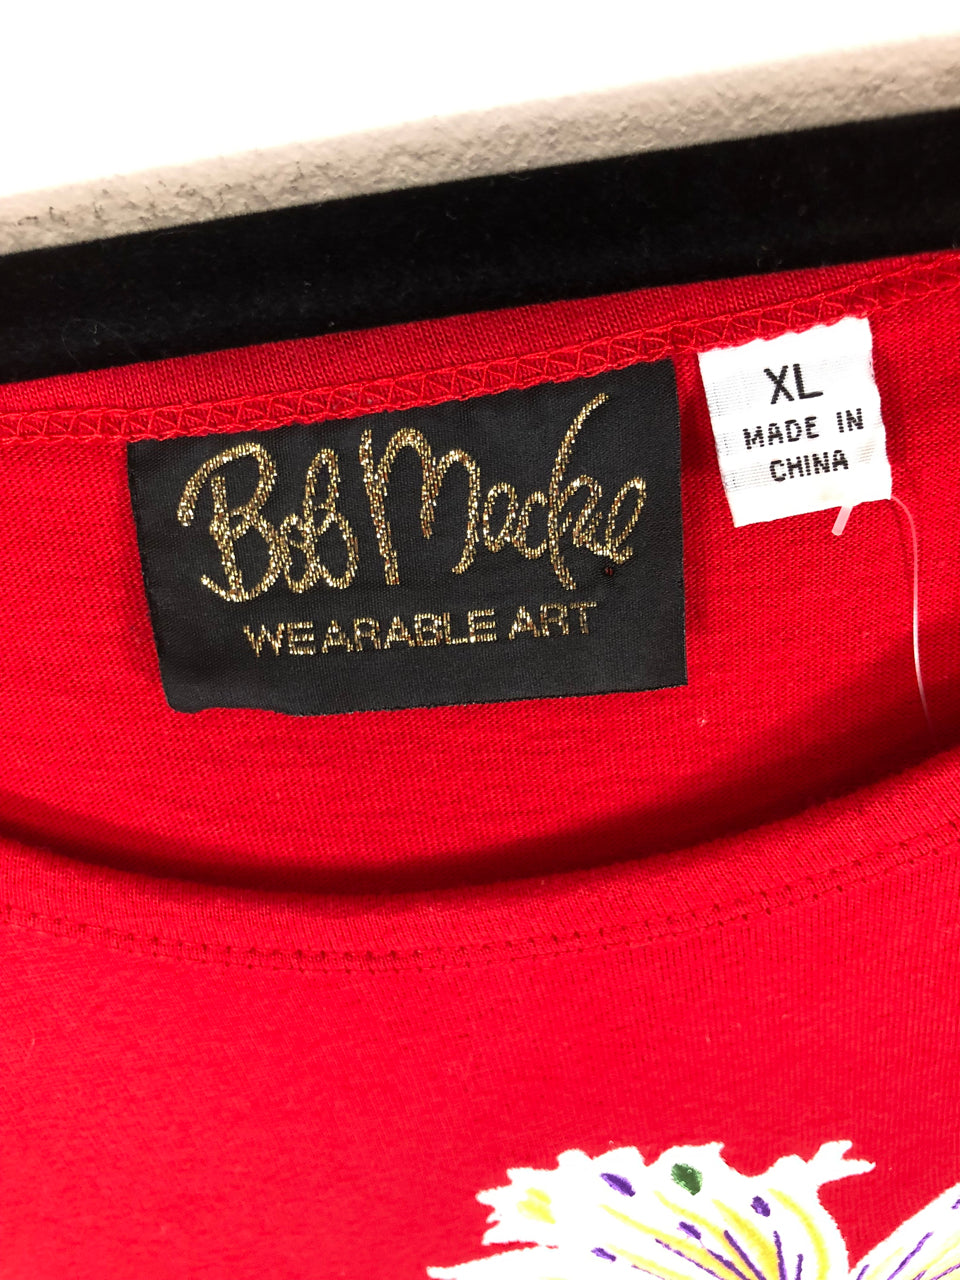 Bob Mackie
WEARABLE ART
XL
MADE IN
CHINA